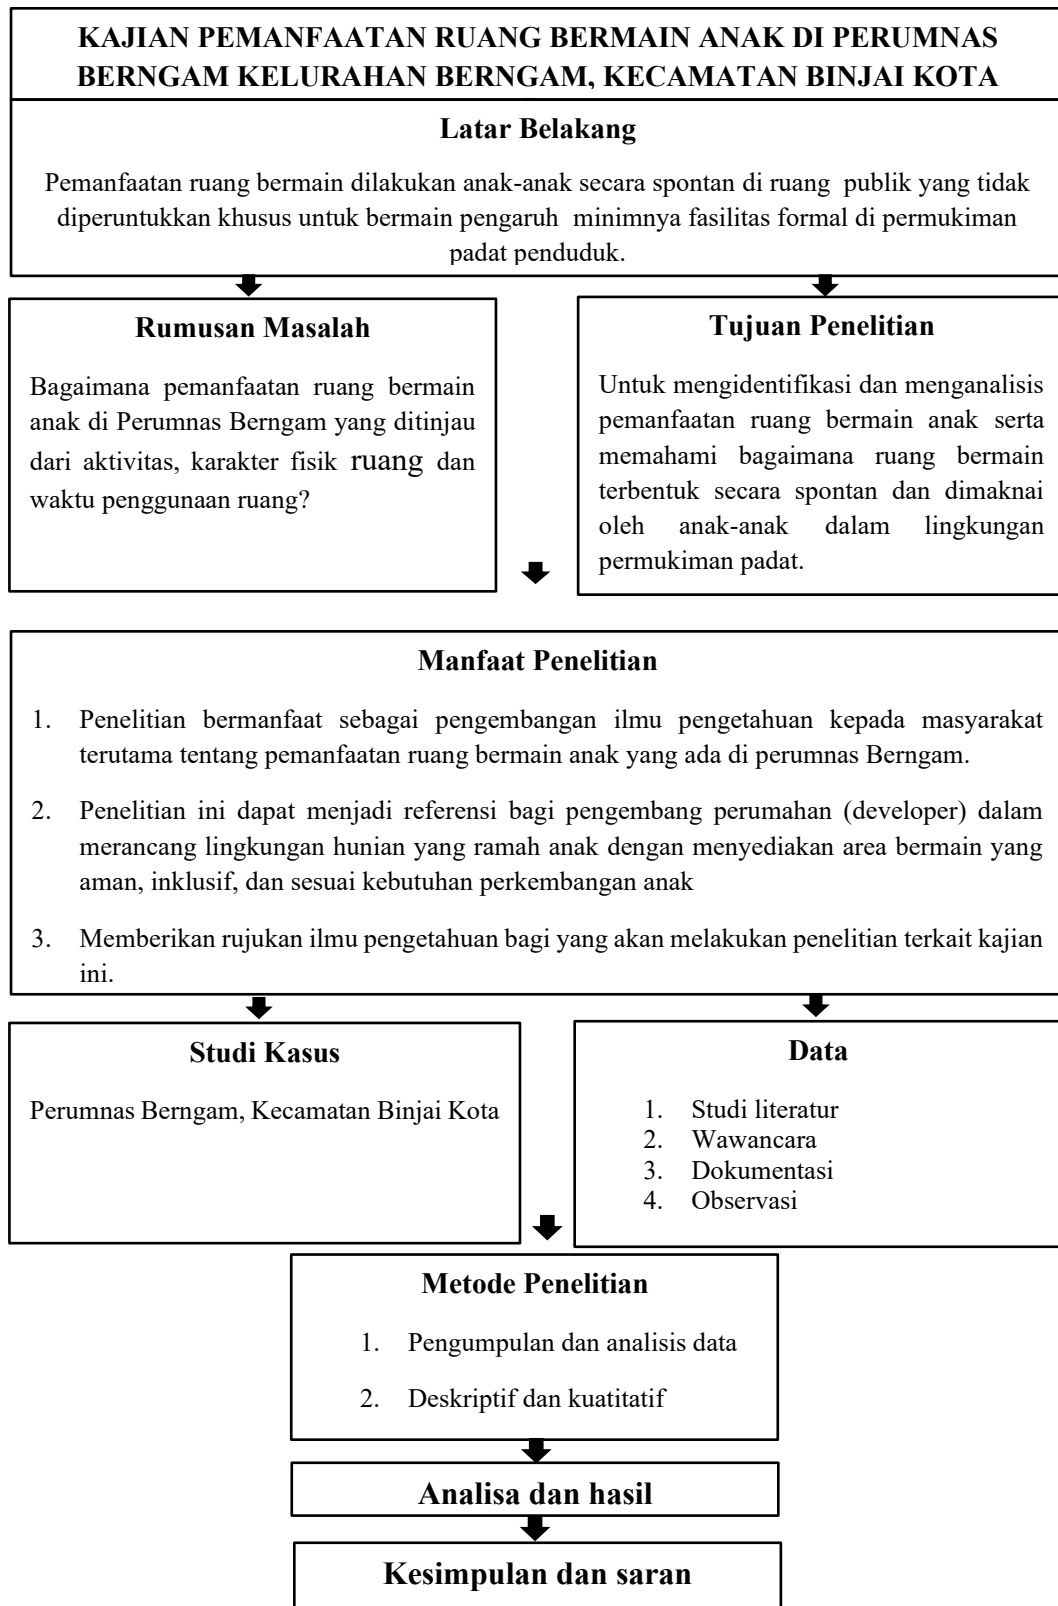 KAJIAN PEMANFAATAN RUANG BERMAIN ANAK DI PERUMNAS
BERNGAM KELURAHAN BERNGAM, KECAMATAN BINJAI KOTA
Latar Belakang
Pemanfaatan ruang bermain dilakukan anak-anak secara spontan di ruang publik yang tidak
diperuntukkan khusus untuk bermain pengaruh minimnya fasilitas formal di permukiman
padat penduduk.
Rumusan Masalah
Bagaimana pemanfaatan ruang bermain
anak di Perumnas Berngam yang ditinjau
dari aktivitas, karakter fisik ruang dan
waktu penggunaan ruang?
Tujuan Penelitian
Untuk mengidentifikasi dan menganalisis
pemanfaatan ruang bermain anak serta
memahami bagaimana ruang bermain
terbentuk secara spontan dan dimaknai
oleh anak-anak dalam lingkungan
permukiman padat.
Manfaat Penelitian
1. Penelitian bermanfaat sebagai pengembangan ilmu pengetahuan kepada masyarakat
terutama tentang pemanfaatan ruang bermain anak yang ada di perumnas Berngam.
2. Penelitian ini dapat menjadi referensi bagi pengembang perumahan (developer) dalam
merancang lingkungan hunian yang ramah anak dengan menyediakan area bermain yang
aman, inklusif, dan sesuai kebutuhan perkembangan anak
3. Memberikan rujukan ilmu pengetahuan bagi yang akan melakukan penelitian terkait kajian
ini.
Studi Kasus
Perumnas Berngam, Kecamatan Binjai Kota
Data
1. Studi literatur
2. Wawancara
3. Dokumentasi
4. Observasi
Metode Penelitian
1. Pengumpulan dan analisis data
2. Deskriptif dan kuatitatif
Analisa dan hasil
Kesimpulan dan saran